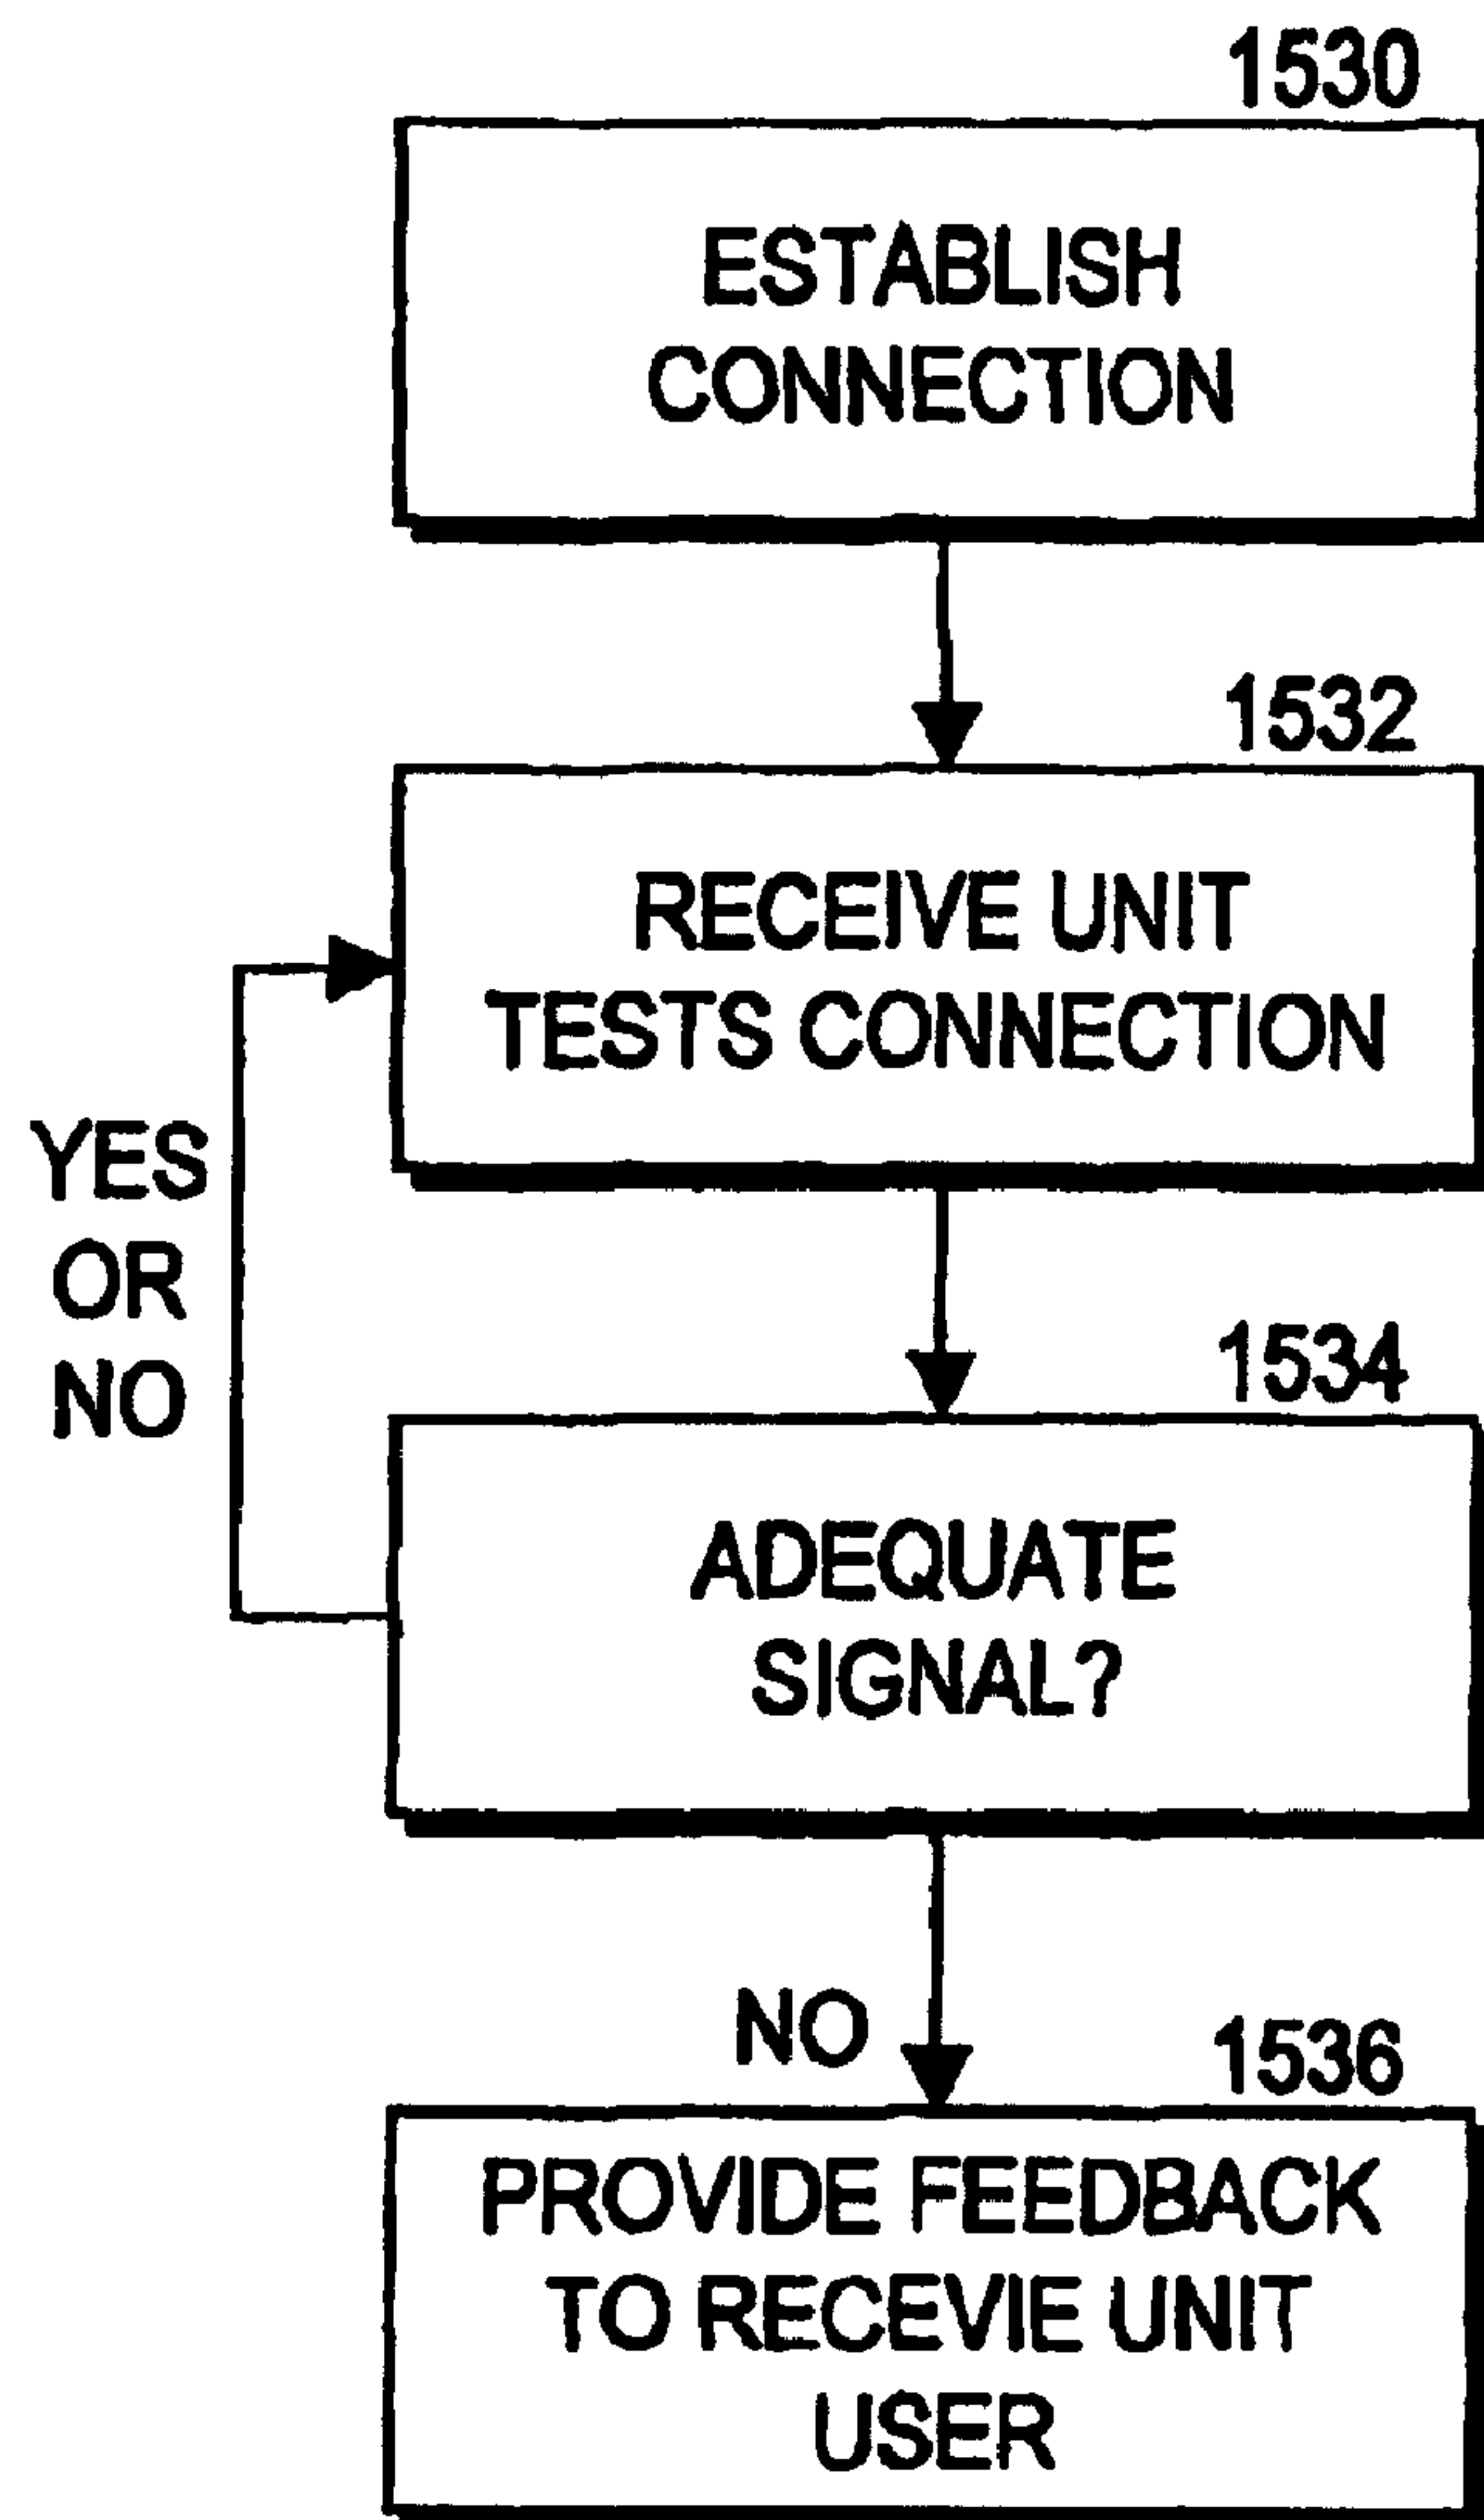 1530
ESTABLISH
CONNECTION
1532
RECEIVE UNIT
TESTS CONNECTION
YES
OR
NO
1534
ADEQUATE
SIGNAL?
NO
1536
PROVIDE FEEDBACK
TO RECEVIE UNIT
USER